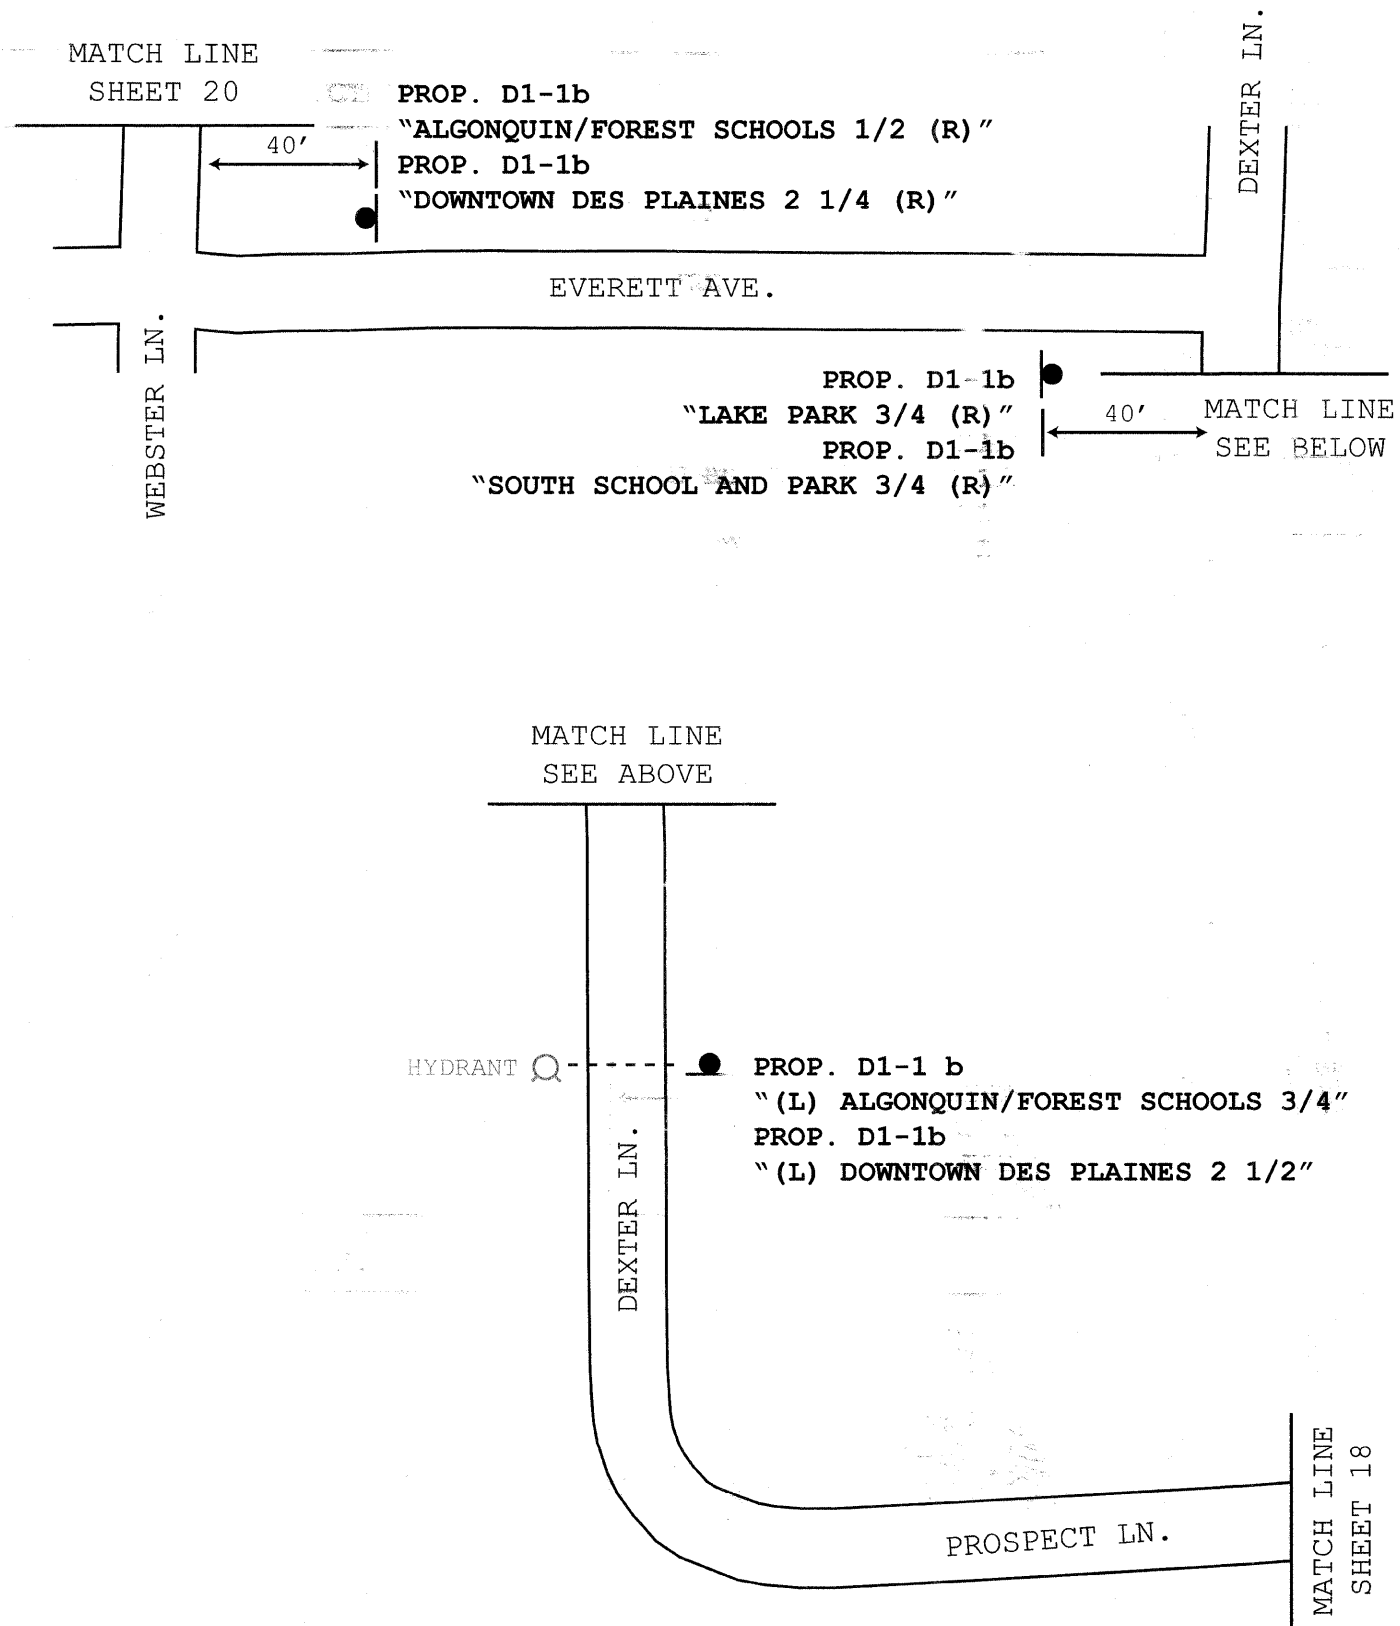 MATCH LINE
SHEET 20
DEXTER LN.
PROP. D1-1b
"ALGONQUIN/FOREST SCHOOLS 1/2 (R)"
40'
PROP. D1-1b
"DOWNTOWN DES PLAINES 2 1/4 (R)"
EVERETT AVE.
WEBSTER LN.
PROP. D1-1b
"LAKE PARK 3/4 (R)"
PROP. D1-1b
"SOUTH SCHOOL AND PARK 3/4 (R)"
40'
MATCH LINE
SEE BELOW
MATCH LINE
SEE ABOVE
HYDRANT
PROP. D1-1 b
"(L) ALGONQUIN/FOREST SCHOOLS 3/4"
PROP. D1-1b
"(L) DOWNTOWN DES PLAINES 2 1/2"
DEXTER LN.
PROSPECT LN.
MATCH LINE
SHEET 18